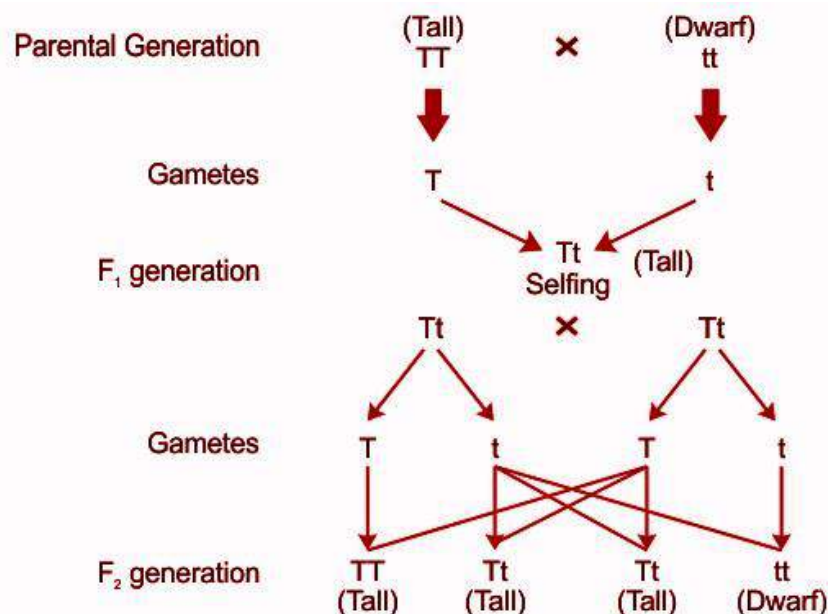 (Tall) (Dwarf)
Parental Generation TT × tt
Gametes T t
F₁ generation Tt (Tall)
Selfing
Tt × Tt
Gametes T t T t
F₂ generation TT Tt Tt tt
(Tall) (Tall) (Tall) (Dwarf)